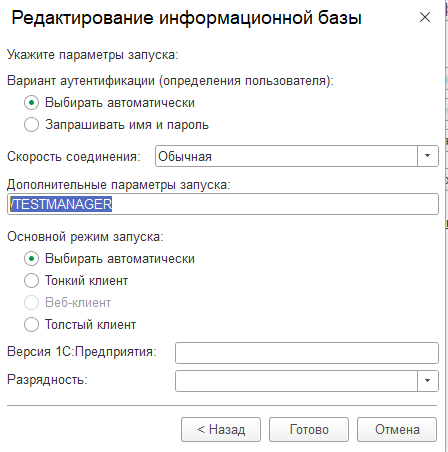 Редактирование информационной базы
Укажите параметры запуска:
Вариант аутентификации (определения пользователя):
Выбирать автоматически
Запрашивать имя и пароль
Скорость соединения: Обычная
Дополнительные параметры запуска:
/TESTMANAGER
Основной режим запуска:
Выбирать автоматически
Тонкий клиент
Веб-клиент
Толстый клиент
Версия 1С:Предприятия:
Разрядность:
< Назад Готово Отмена